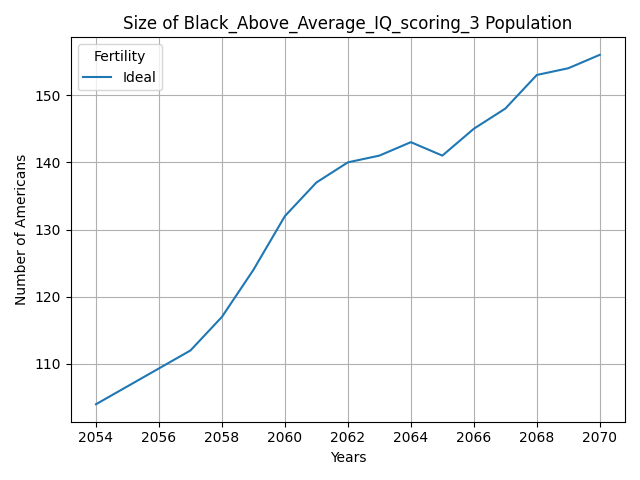 Size of Black_Above_Average_IQ_scoring_3 Population
Fertility
Ideal
Number of Americans
150
140
130
120
110
2054 2056 2058 2060 2062 2064 2066 2068 2070
Years